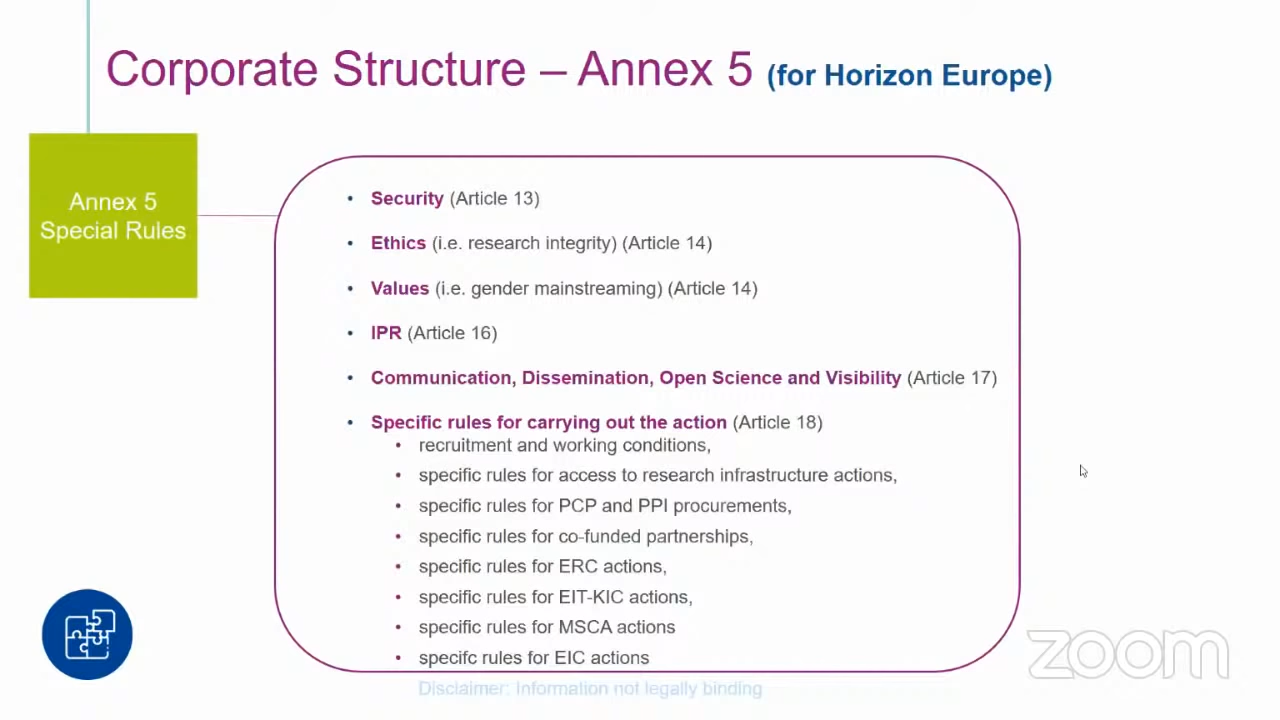 Corporate Structure – Annex 5 (for Horizon Europe)
Annex 5
Special Rules
• Security (Article 13)
• Ethics (i.e. research integrity) (Article 14)
• Values (i.e. gender mainstreaming) (Article 14)
• IPR (Article 16)
• Communication, Dissemination, Open Science and Visibility (Article 17)
• Specific rules for carrying out the action (Article 18)
• recruitment and working conditions,
• specific rules for access to research infrastructure actions,
• specific rules for PCP and PPI procurements,
• specific rules for co-funded partnerships,
• specific rules for ERC actions,
• specific rules for EIT-KIC actions,
• specific rules for MSCA actions
• specifc rules for EIC actions
Disclaimer: Information not legally binding
zoom